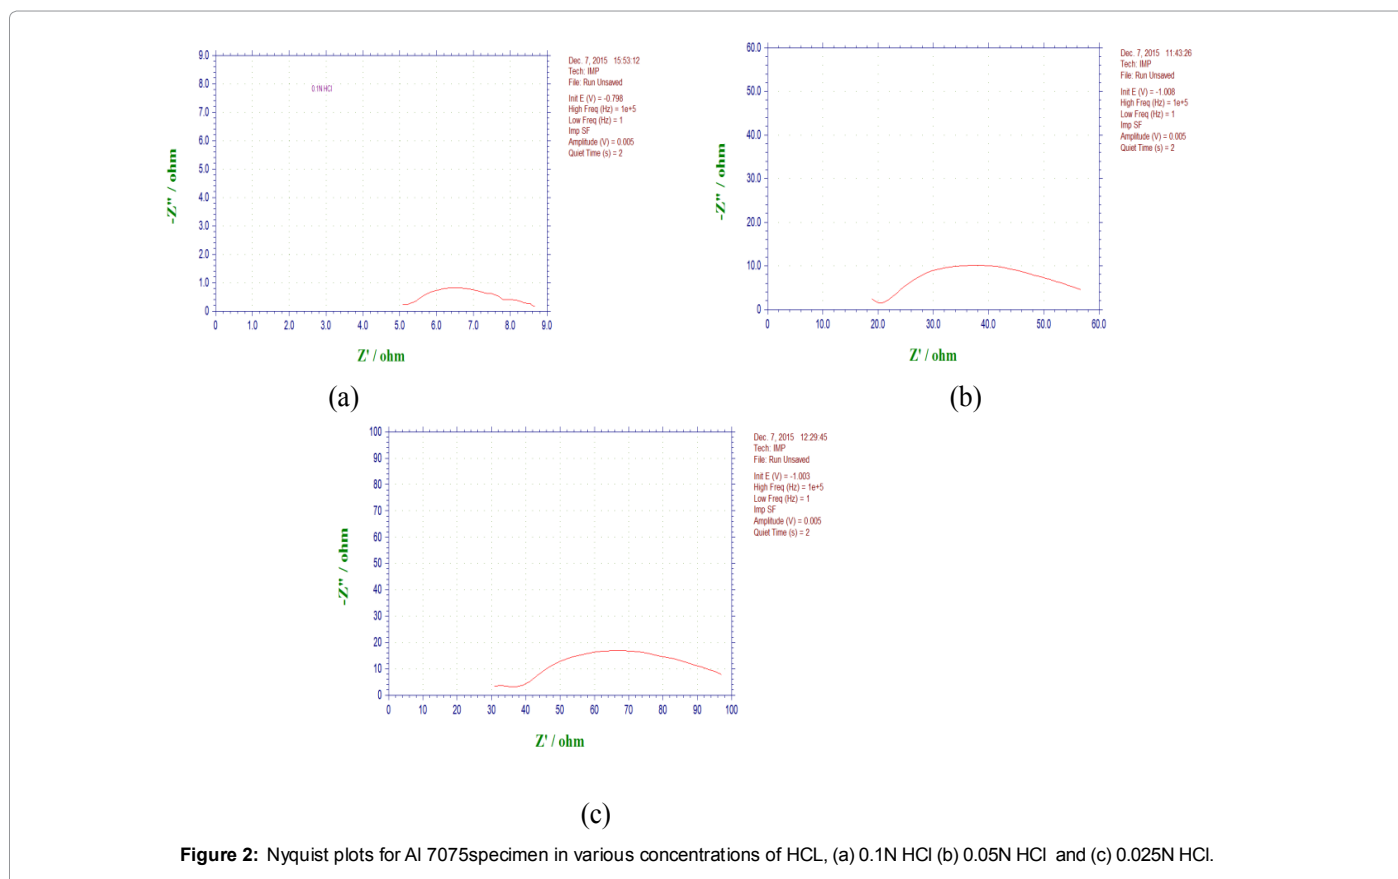 9.0
8.0
7.0
6.0
5.0
4.0
3.0
2.0
1.0
0
0 1.0 2.0 3.0 4.0 5.0 6.0 7.0 8.0 9.0
-Z" / ohm
Z' / ohm
0.1N HCl
Dec. 7, 2015 15:53:12
Tech: IMP
File: Run Unsaved
Init E (V) = -0.798
High Freq (Hz) = 1e+5
Low Freq (Hz) = 1
Imp SF
Amplitude (V) = 0.005
Quiet Time (s) = 2
(a)
60.0
50.0
40.0
30.0
20.0
10.0
0
0 10.0 20.0 30.0 40.0 50.0 60.0
-Z" / ohm
Z' / ohm
Dec. 7, 2015 11:43:26
Tech: IMP
File: Run Unsaved
Init E (V) = -1.008
High Freq (Hz) = 1e+5
Low Freq (Hz) = 1
Imp SF
Amplitude (V) = 0.005
Quiet Time (s) = 2
(b)
100
90
80
70
60
50
40
30
20
10
0
0 10 20 30 40 50 60 70 80 90 100
-Z" / ohm
Z' / ohm
Dec. 7, 2015 12:29:45
Tech: IMP
File: Run Unsaved
Init E (V) = -1.003
High Freq (Hz) = 1e+5
Low Freq (Hz) = 1
Imp SF
Amplitude (V) = 0.005
Quiet Time (s) = 2
(c)
Figure 2: Nyquist plots for Al 7075specimen in various concentrations of HCL, (a) 0.1N HCl (b) 0.05N HCl and (c) 0.025N HCl.